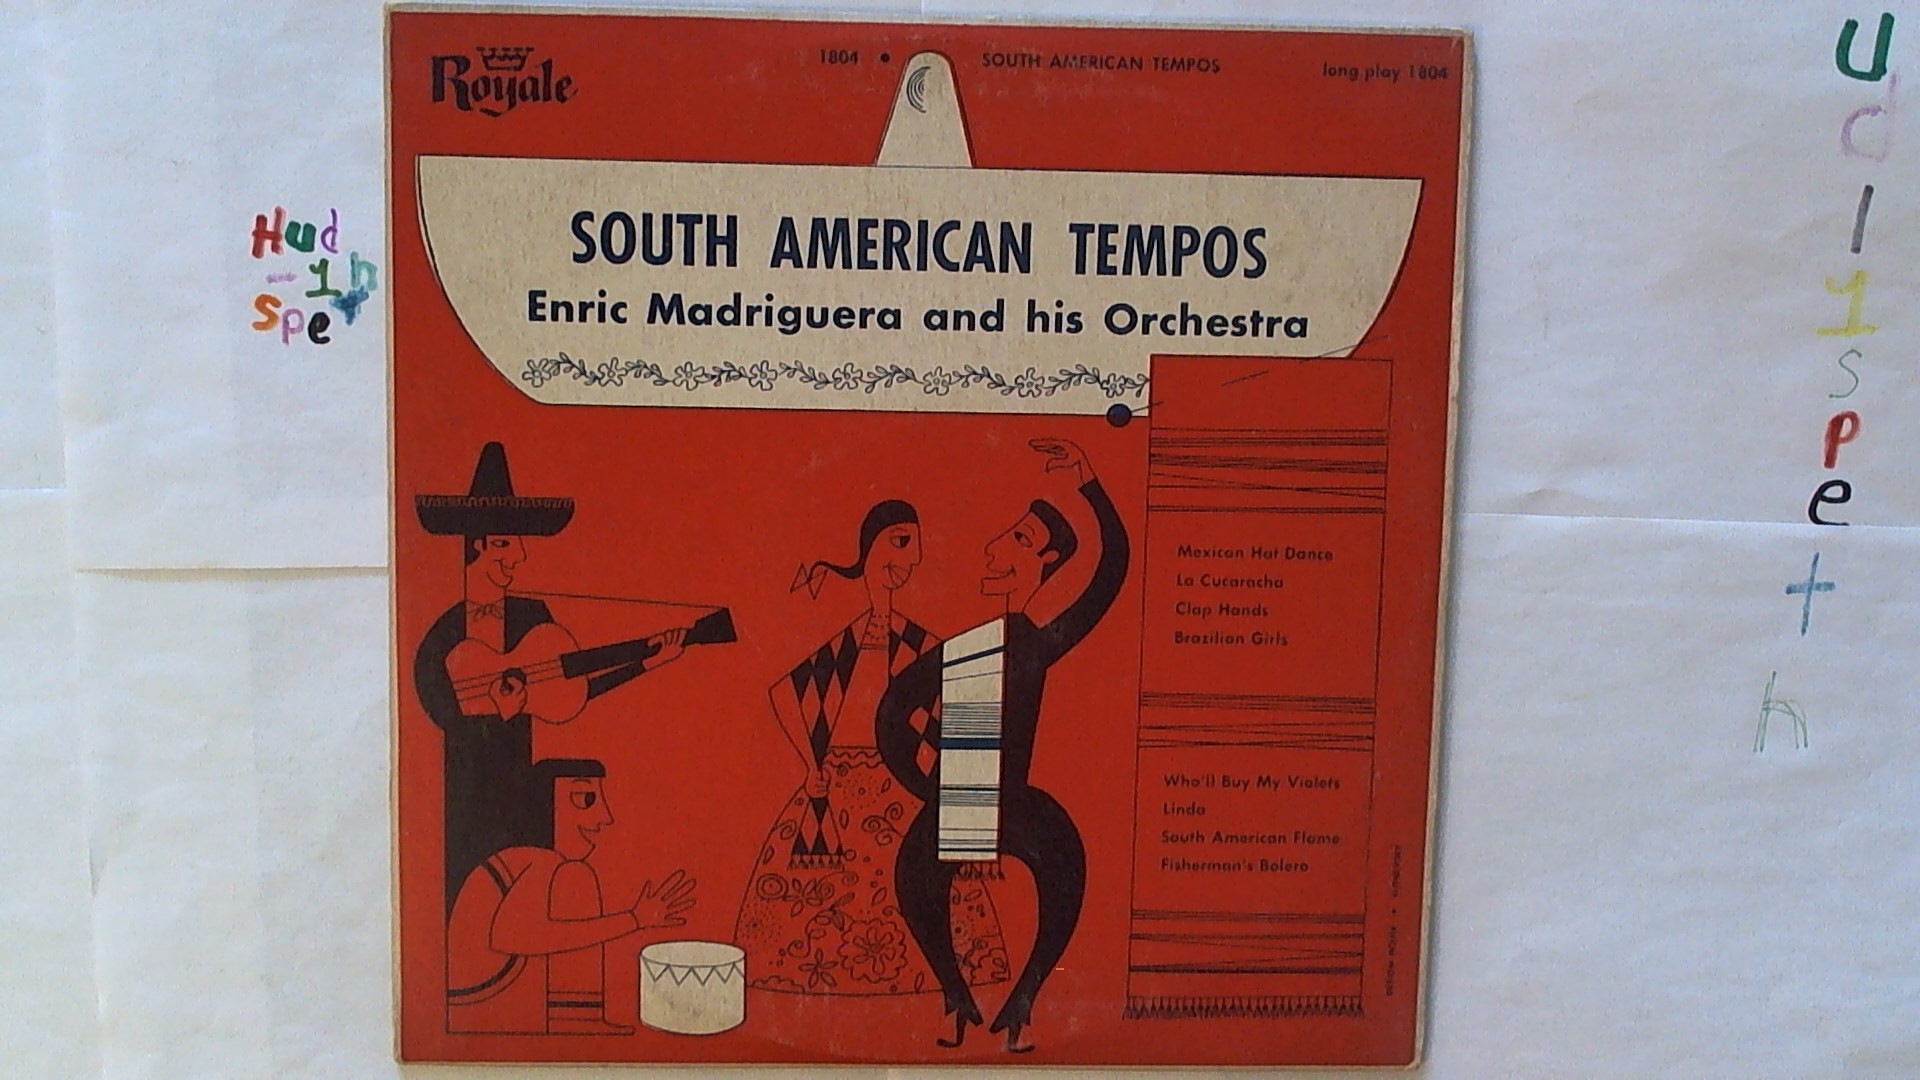 Royale
1804 • SOUTH AMERICAN TEMPOS
long play 1804
SOUTH AMERICAN TEMPOS
Enric Madriguera and his Orchestra
Mexican Hat Dance
La Cucaracha
Clap Hands
Brazilian Girls
Who'll Buy My Violets
Linda
South American Flame
Fisherman's Bolero
Hud
-1h
spet
u
d
l
1
s
p
e
t
h